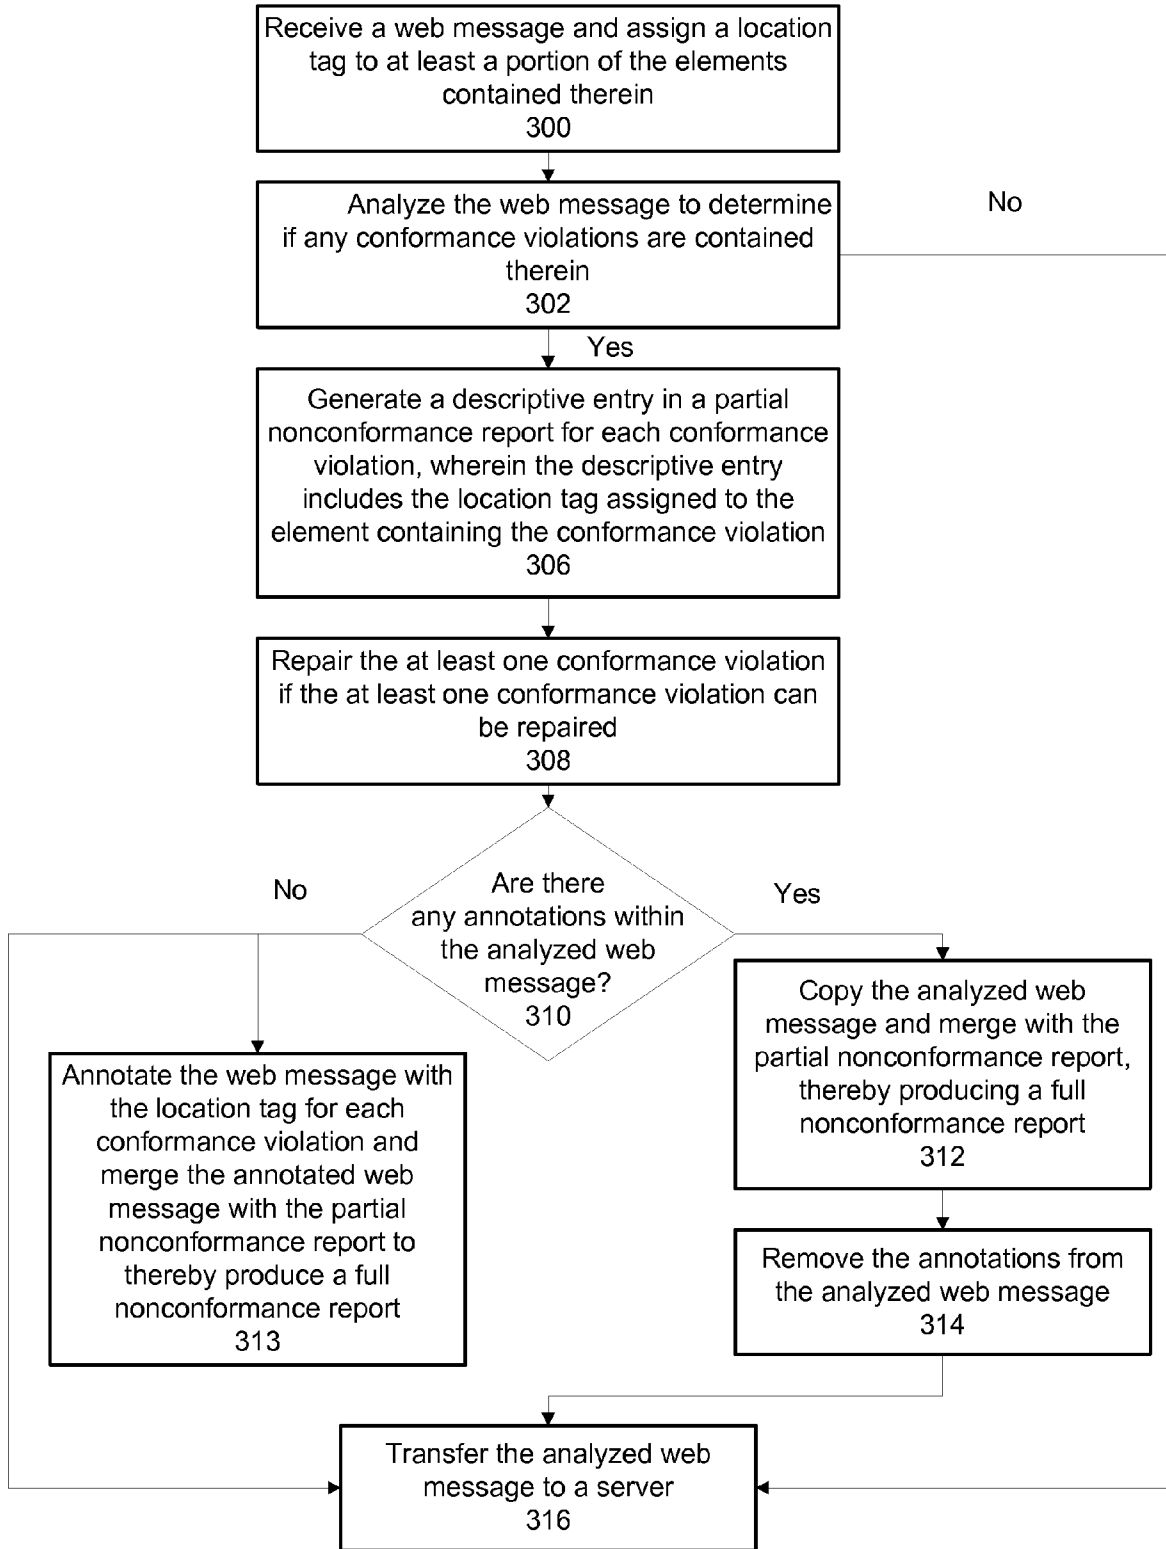 Receive a web message and assign a location
tag to at least a portion of the elements
contained therein
300
Analyze the web message to determine
if any conformance violations are contained
therein
302
No
Yes
Generate a descriptive entry in a partial
nonconformance report for each conformance
violation, wherein the descriptive entry
includes the location tag assigned to the
element containing the conformance violation
306
Repair the at least one conformance violation
if the at least one conformance violation can
be repaired
308
Are there
any annotations within
the analyzed web
message?
310
No
Yes
Annotate the web message with
the location tag for each
conformance violation and
merge the annotated web
message with the partial
nonconformance report to
thereby produce a full
nonconformance report
313
Copy the analyzed web
message and merge with the
partial nonconformance report,
thereby producing a full
nonconformance report
312
Remove the annotations from
the analyzed web message
314
Transfer the analyzed web
message to a server
316